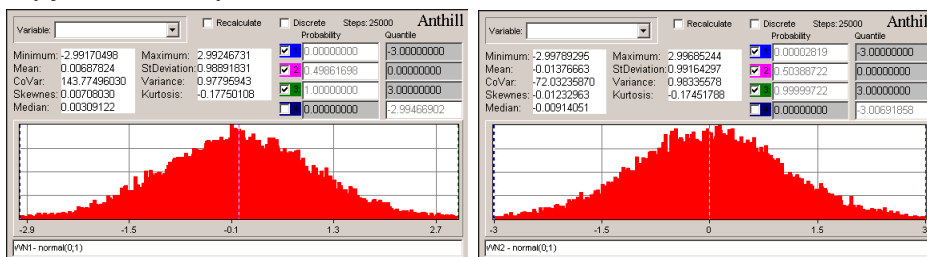 Variable: Recalculate Discrete Steps: 25000 Anthill
Probability Quantile
Minimum: -2.99170498 Maximum: 2.99246731 1 0.00000000 -3.00000000
Mean: 0.00687824 StDeviation: 0.98891831 2 0.49861698 0.00000000
CoVar: 143.77496030 Variance: 0.97795943 3 1.00000000 3.00000000
Skewnes: 0.00708030 Kurtosis: -0.17750108 4 0.00000000 -2.99466902
Median: 0.00309122
-2.9 -1.5 -0.1 1.3 2.7
VVN1- normal(0;1)
Variable: Recalculate Discrete Steps: 25000 Anthill
Probability Quantile
Minimum: -2.99789295 Maximum: 2.99685244 1 0.00002819 -3.00000000
Mean: -0.01376663 StDeviation: 0.99164297 2 0.50388722 0.00000000
CoVar: -72.03235870 Variance: 0.98335578 3 0.99999722 3.00000000
Skewnes: -0.01232963 Kurtosis: -0.17451788 4 0.00000000 -3.00691858
Median: -0.00914051
-3 -1.5 0 1.5 3
VVN2 - normal(0;1)